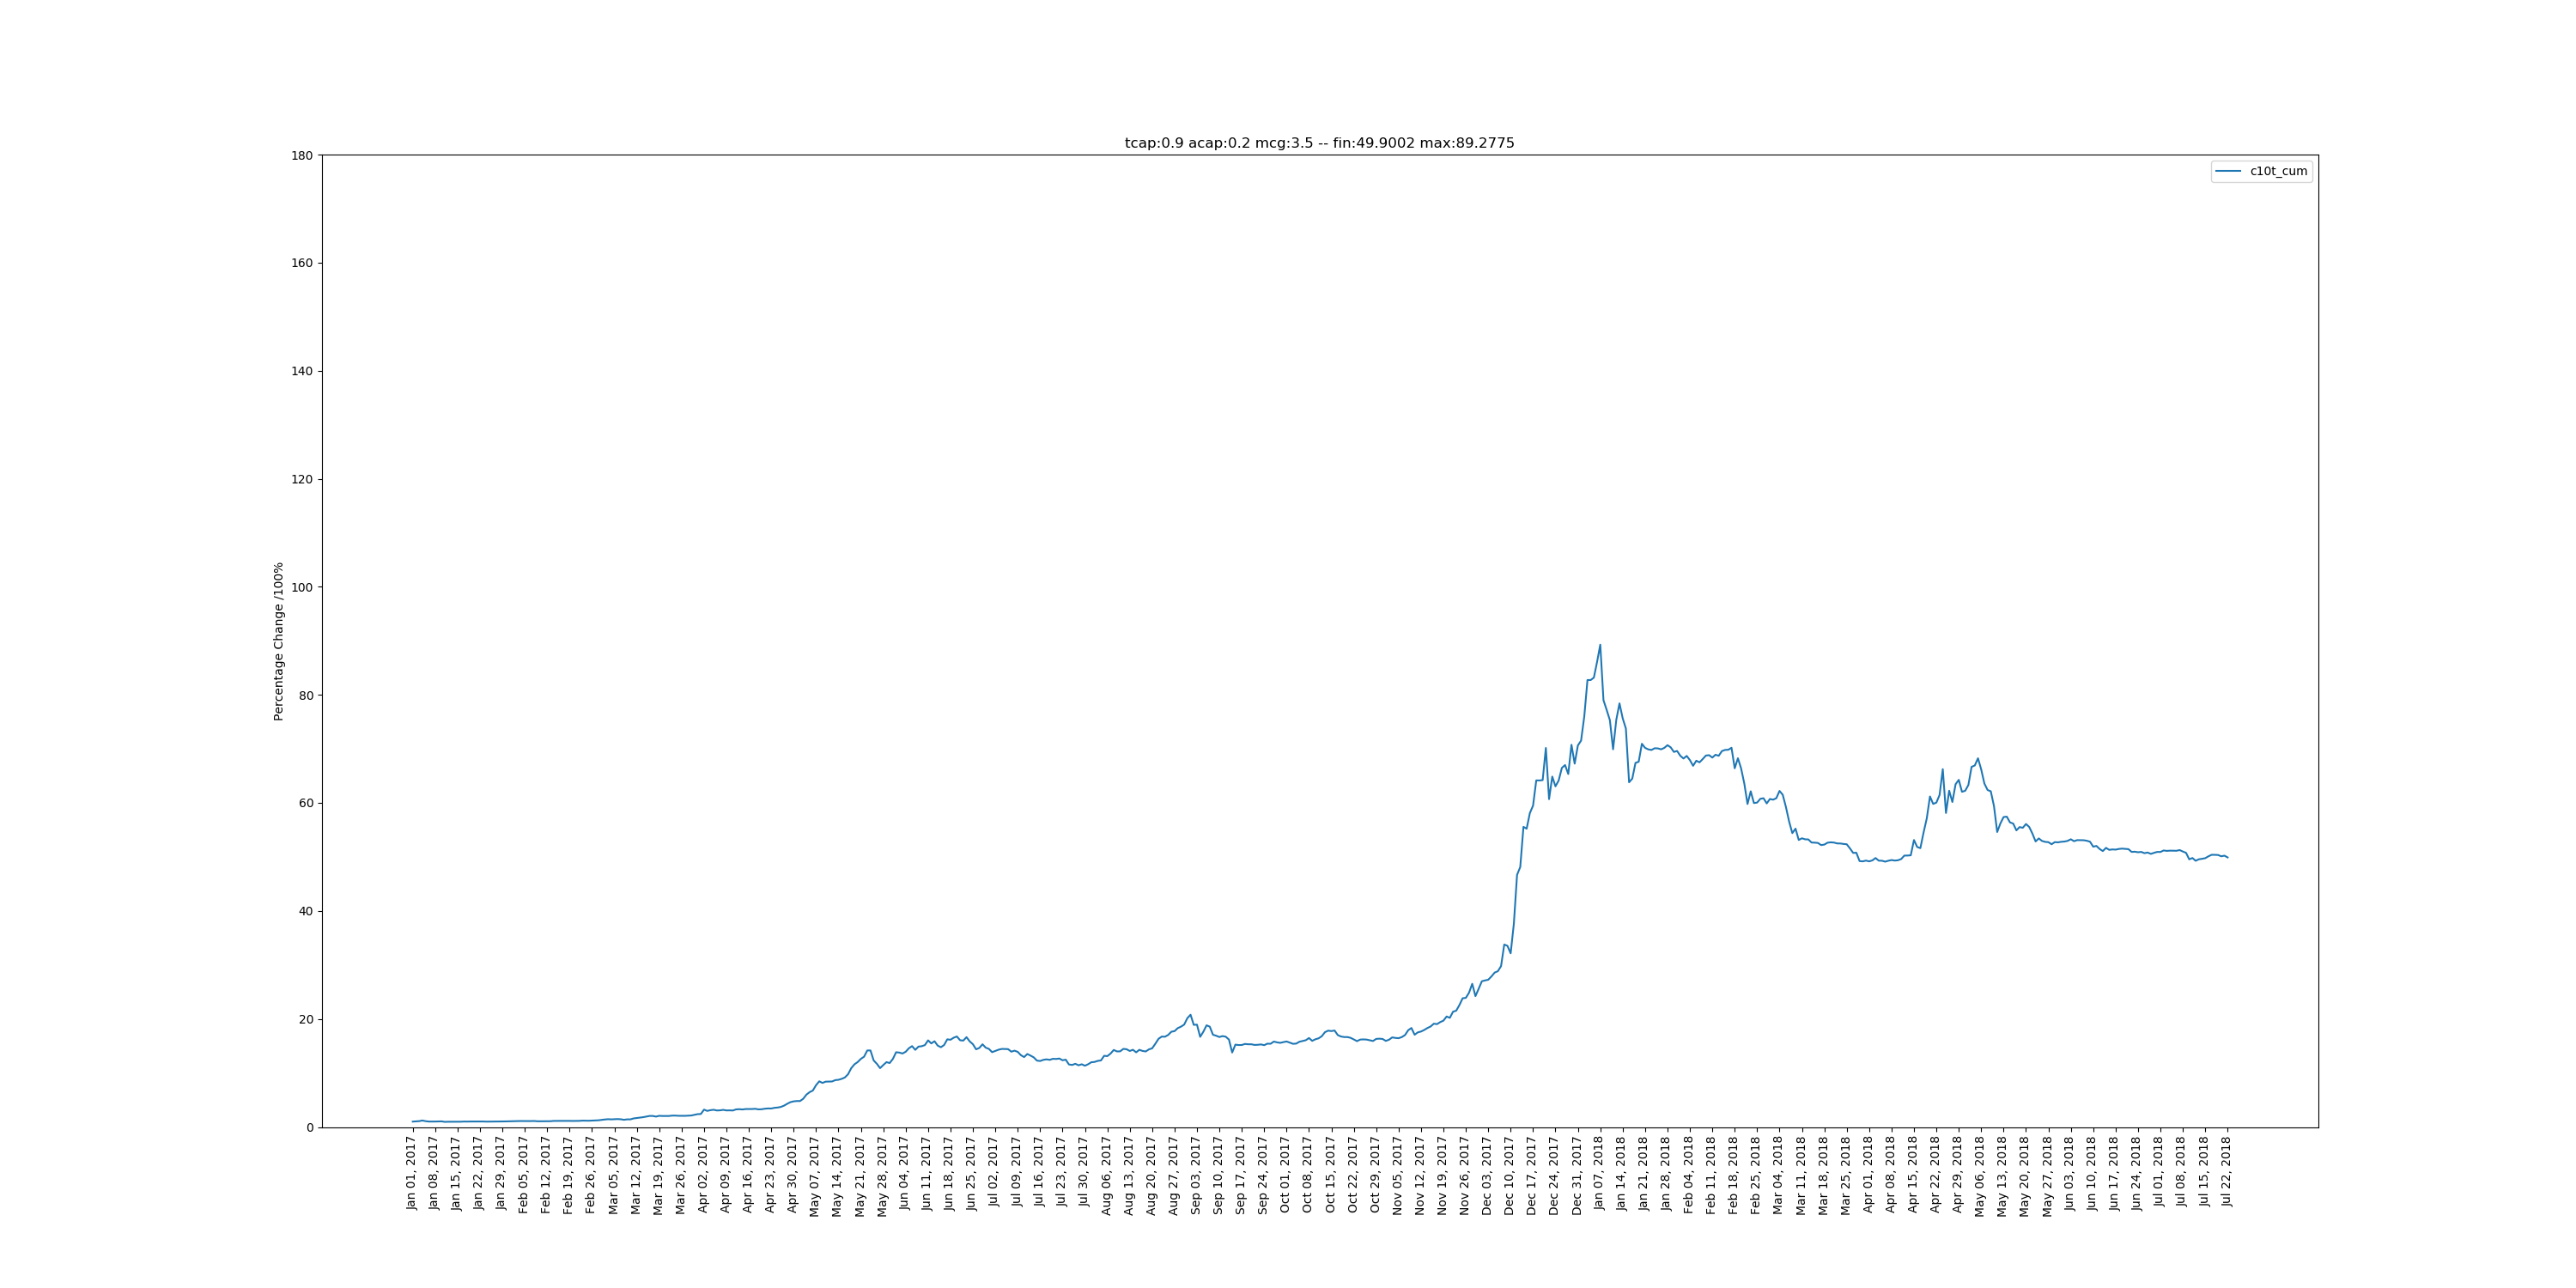 tcap:0.9 acap:0.2 mcg:3.5 -- fin:49.9002 max:89.2775
c10t_cum
Percentage Change /100%
180
160
140
120
100
80
60
40
20
0
Jan 01, 2017
Jan 08, 2017
Jan 15, 2017
Jan 22, 2017
Jan 29, 2017
Feb 05, 2017
Feb 12, 2017
Feb 19, 2017
Feb 26, 2017
Mar 05, 2017
Mar 12, 2017
Mar 19, 2017
Mar 26, 2017
Apr 02, 2017
Apr 09, 2017
Apr 16, 2017
Apr 23, 2017
Apr 30, 2017
May 07, 2017
May 14, 2017
May 21, 2017
May 28, 2017
Jun 04, 2017
Jun 11, 2017
Jun 18, 2017
Jun 25, 2017
Jul 02, 2017
Jul 09, 2017
Jul 16, 2017
Jul 23, 2017
Jul 30, 2017
Aug 06, 2017
Aug 13, 2017
Aug 20, 2017
Aug 27, 2017
Sep 03, 2017
Sep 10, 2017
Sep 17, 2017
Sep 24, 2017
Oct 01, 2017
Oct 08, 2017
Oct 15, 2017
Oct 22, 2017
Oct 29, 2017
Nov 05, 2017
Nov 12, 2017
Nov 19, 2017
Nov 26, 2017
Dec 03, 2017
Dec 10, 2017
Dec 17, 2017
Dec 24, 2017
Dec 31, 2017
Jan 07, 2018
Jan 14, 2018
Jan 21, 2018
Jan 28, 2018
Feb 04, 2018
Feb 11, 2018
Feb 18, 2018
Feb 25, 2018
Mar 04, 2018
Mar 11, 2018
Mar 18, 2018
Mar 25, 2018
Apr 01, 2018
Apr 08, 2018
Apr 15, 2018
Apr 22, 2018
Apr 29, 2018
May 06, 2018
May 13, 2018
May 20, 2018
May 27, 2018
Jun 03, 2018
Jun 10, 2018
Jun 17, 2018
Jun 24, 2018
Jul 01, 2018
Jul 08, 2018
Jul 15, 2018
Jul 22, 2018